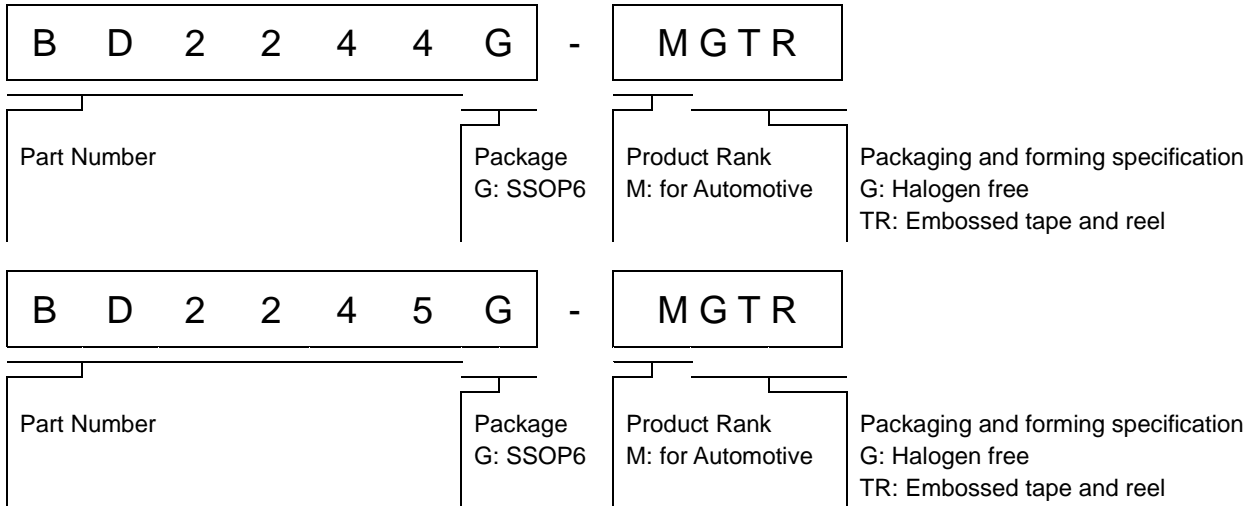 B D 2 2 4 4 G - M G T R
Part Number Package Product Rank Packaging and forming specification
G: SSOP6 M: for Automotive G: Halogen free
TR: Embossed tape and reel
B D 2 2 4 5 G - M G T R
Part Number Package Product Rank Packaging and forming specification
G: SSOP6 M: for Automotive G: Halogen free
TR: Embossed tape and reel